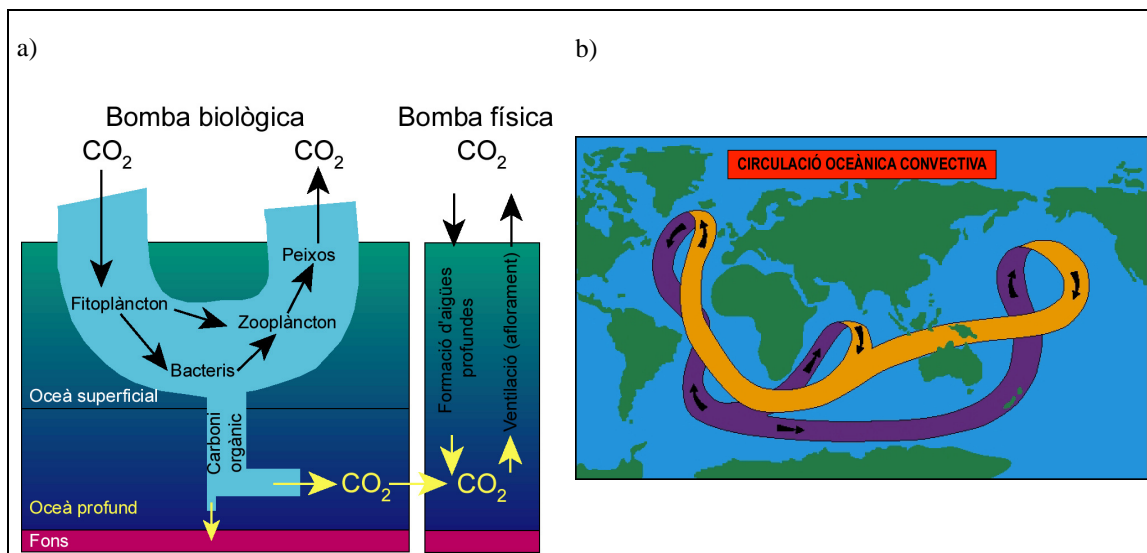 a)
Bomba biològica
CO2
CO2
Fitoplàncton
Bacteris
Zooplàncton
Peixos
Oceà superficial
Carboni
orgànic
CO2
Oceà profund
Fons
Bomba física
CO2
Formació d'aigües
profundes
Ventilació (aflorament)
CO2
b)
CIRCULACIÓ OCEÀNICA CONVECTIVA